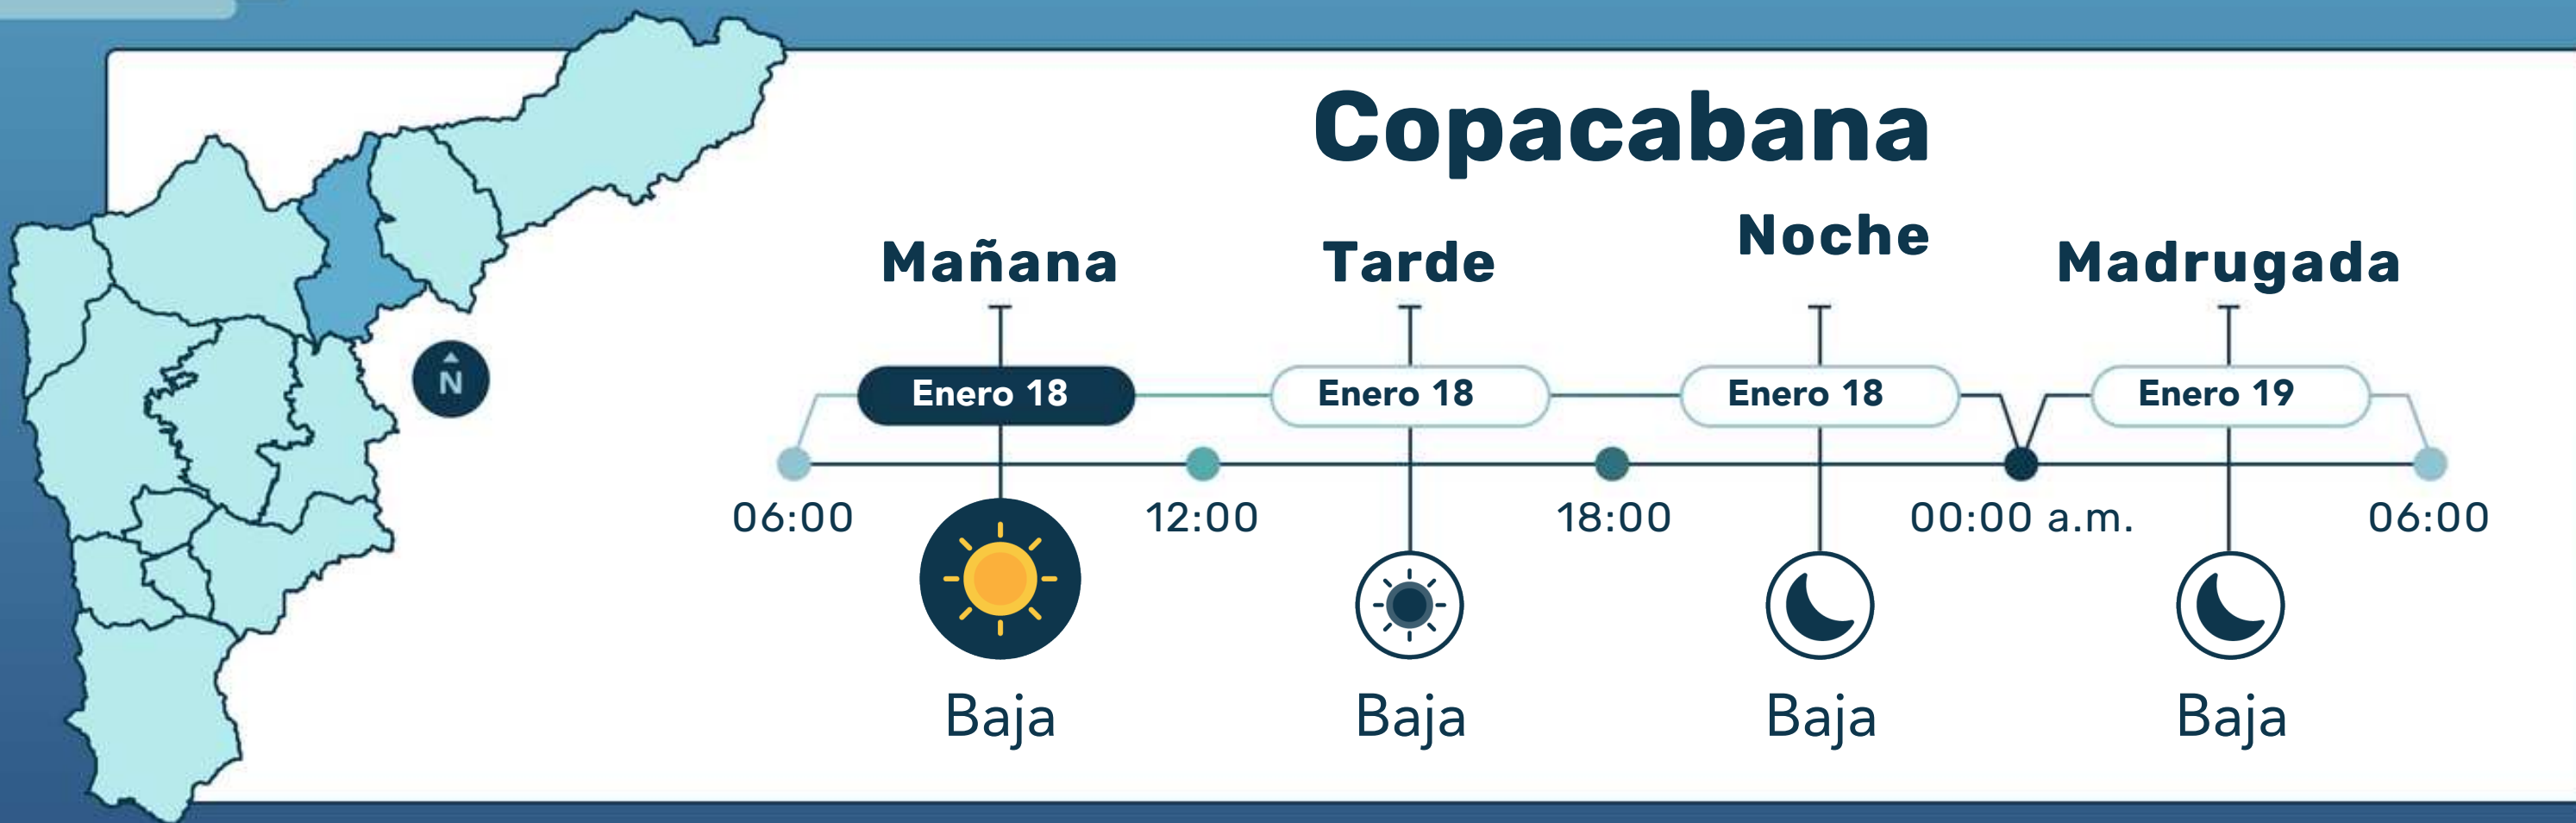 Copacabana
Mañana
Tarde
Noche
Madrugada
Enero 18
Enero 18
Enero 18
Enero 19
N
06:00
12:00
18:00
00:00 a.m.
06:00
Baja
Baja
Baja
Baja